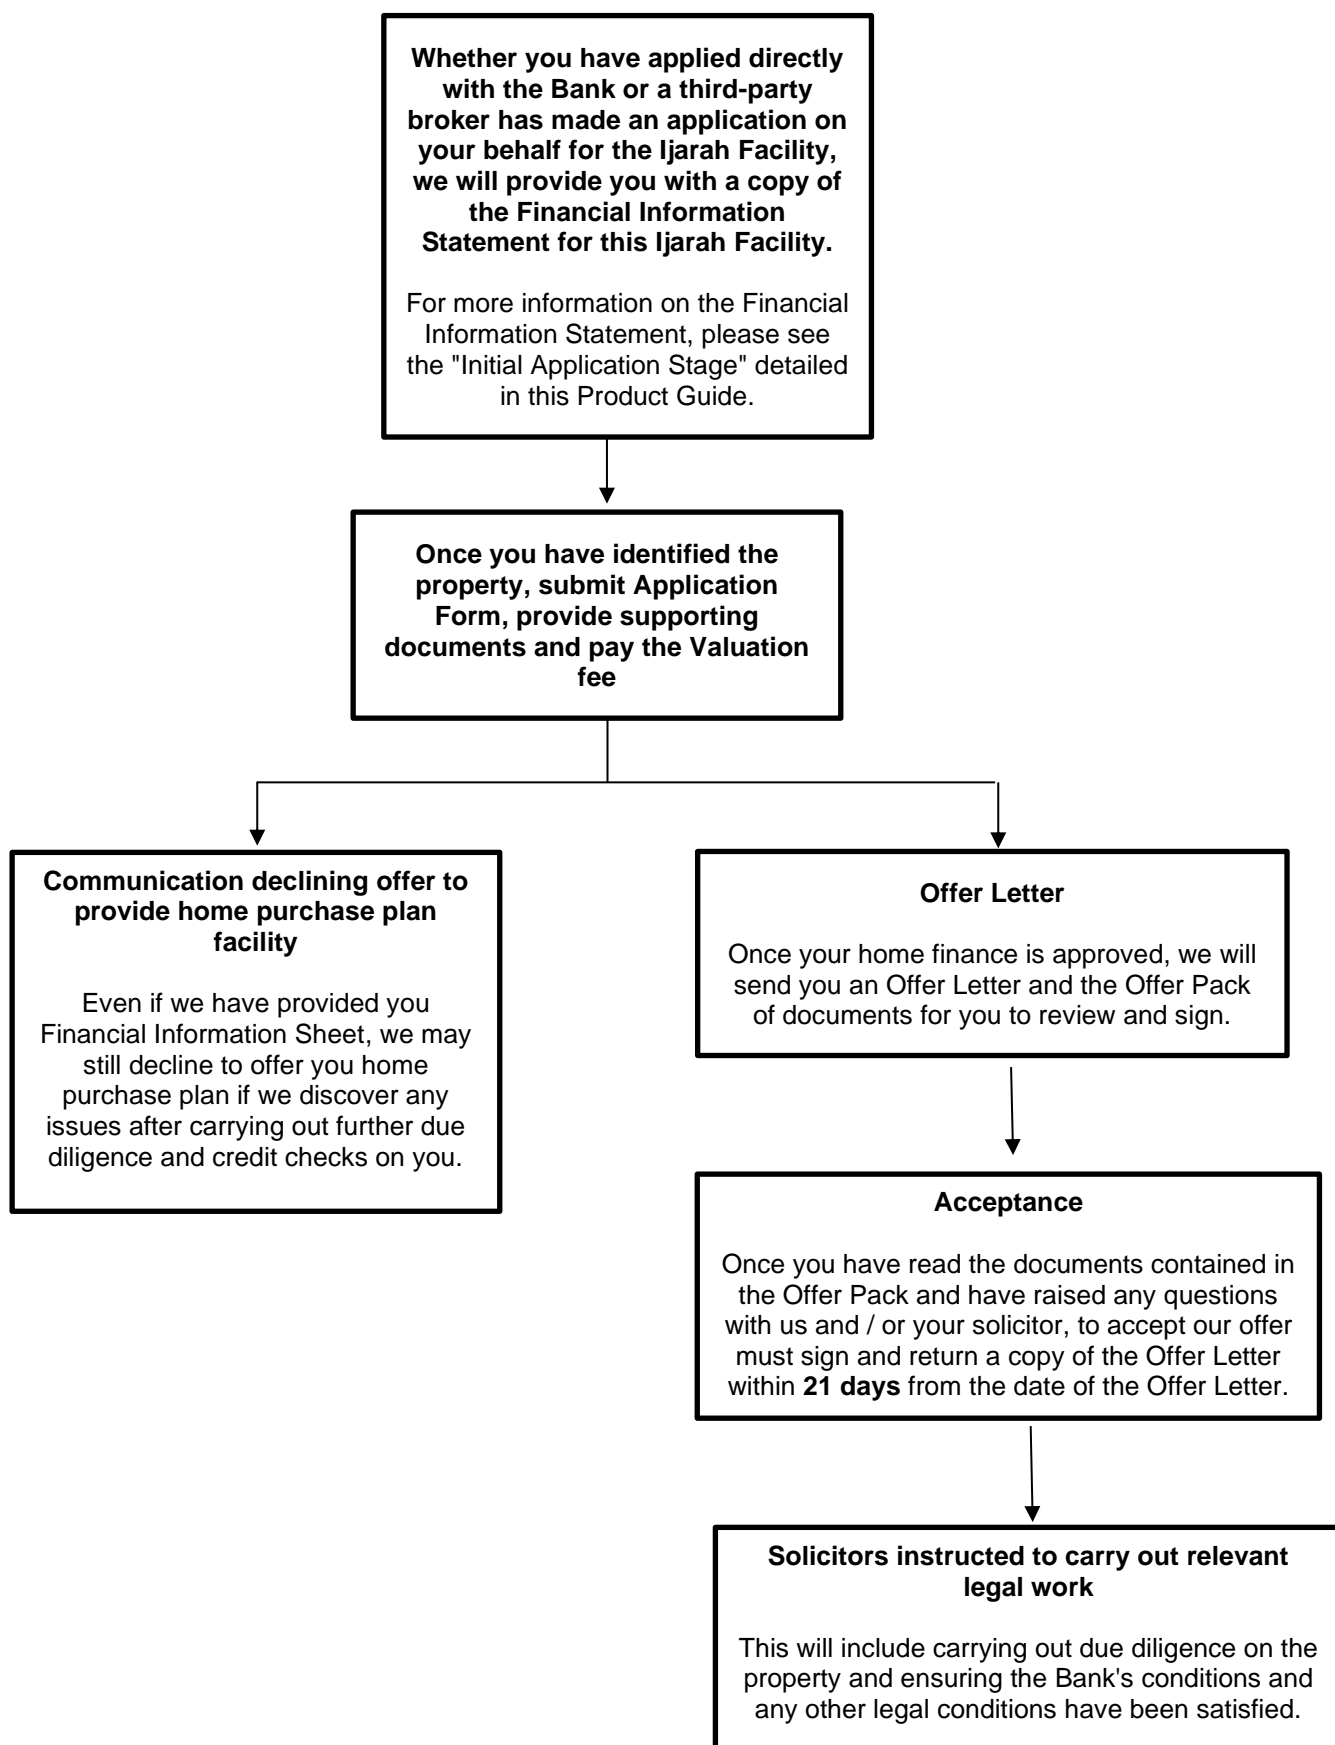 Whether you have applied directly
with the Bank or a third-party
broker has made an application on
your behalf for the Ijarah Facility,
we will provide you with a copy of
the Financial Information
Statement for this Ijarah Facility.
For more information on the Financial
Information Statement, please see
the "Initial Application Stage" detailed
in this Product Guide.
Once you have identified the
property, submit Application
Form, provide supporting
documents and pay the Valuation
fee
Communication declining offer to
provide home purchase plan
facility
Even if we have provided you
Financial Information Sheet, we may
still decline to offer you home
purchase plan if we discover any
issues after carrying out further due
diligence and credit checks on you.
Offer Letter
Once your home finance is approved, we will
send you an Offer Letter and the Offer Pack
of documents for you to review and sign.
Acceptance
Once you have read the documents contained in
the Offer Pack and have raised any questions
with us and / or your solicitor, to accept our offer
must sign and return a copy of the Offer Letter
within 21 days from the date of the Offer Letter.
Solicitors instructed to carry out relevant
legal work
This will include carrying out due diligence on the
property and ensuring the Bank's conditions and
any other legal conditions have been satisfied.